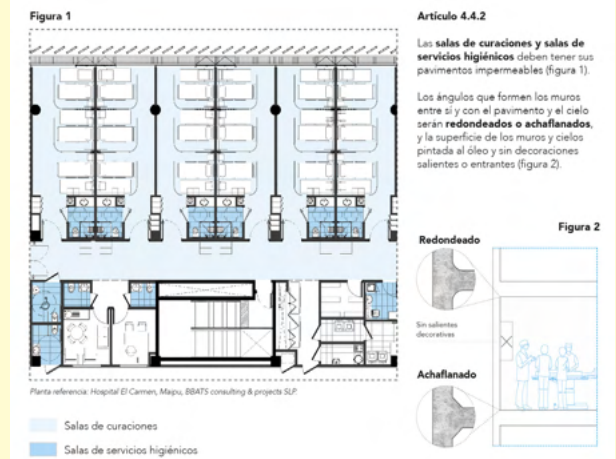 Figura 1
Artículo 4.4.2
Las salas de curaciones y salas de
servicios higiénicos deben tener sus
pavimentos impermeables (figura 1).
Los ángulos que formen los muros
entre sí y con el pavimento y el cielo
serán redondeados o achaflanados,
y la superficie de los muros y cielos
pintada al óleo y sin decoraciones
salientes o entrantes (figura 2).
Figura 2
Redondeado
Sin salientes
decorativas
Achaflanado
Planta referencia: Hospital El Carmen, Maipu, BBATS consulting & projects SLP.
Salas de curaciones
Salas de servicios higiénicos